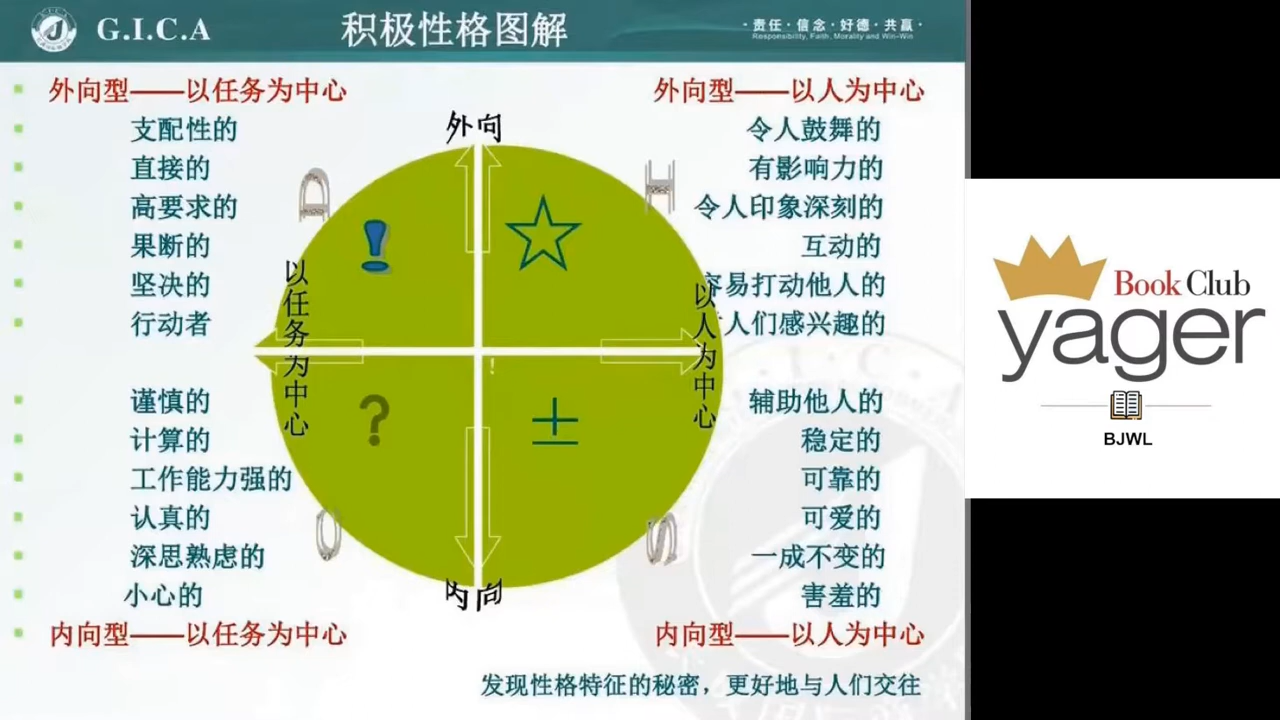 G.I.C.A
积极性格图解
·责任·信念·好德·共赢·
Responsibility, Faith, Morality and Win-Win
外向型——以任务为中心
外向型——以人为中心
外向
支配性的
令人鼓舞的
直接的
有影响力的
高要求的
令人印象深刻的
果断的
互动的
坚决的
容易打动他人的
行动者
人们感兴趣的
以任务为中心
以人为中心
!
?
±
谨慎的
辅助他人的
计算的
稳定的
工作能力强的
可靠的
认真的
可爱的
深思熟虑的
一成不变的
小心的
害羞的
内向
内向型——以任务为中心
内向型——以人为中心
发现性格特征的秘密，更好地与人们交往
Book Club
yager
BJWL